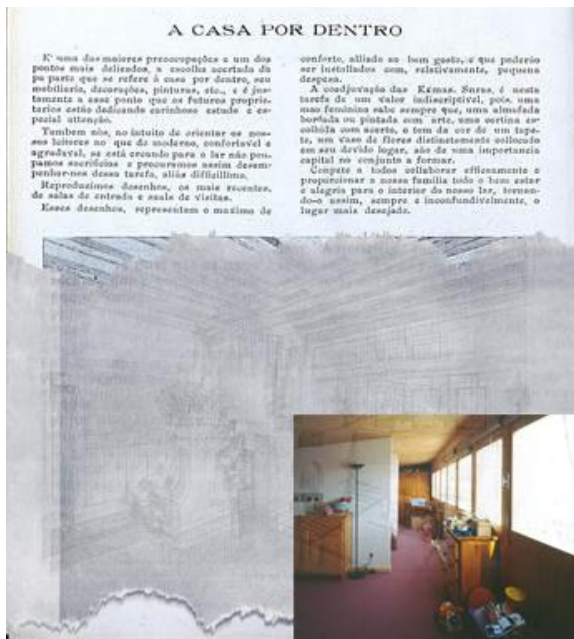 A CASA POR DENTRO
E' uma das maiores preoccupações e um dos
pontos mais delicados, a escolha acertada da
pa parte que se refere à casa por dentro, seu
mobiliario, decorações, pinturas, etc., e é jus-
tamente a esse ponto que os futuros proprie-
tarios estão dedicando carinhoso estudo e es-
pecial attenção.
Tambem nós, no intuito de orientar os nos-
sos leitores no que de moderno, confortavel e
agradavel, se está creando para o lar não pou-
pamos sacrificios e procuramos assim desem-
penhar-nos dessa tarefa, aliás difficillima.
Reproduzimos desenhos, os mais recentes,
de salas de entrada e salas de visitas.
Esses desenhos, representam o maximo de
conforto, alliado ao bom gosto, e que poderão
ser installados com, relativamente, pequena
despesa.
A coadjuvação das Exmas. Snras. é nesta
tarefa de um valor indiscriptivel, pois, uma
mao feminina sabe sempre que, uma almofada
bordada ou pintada com arte, uma cortina es-
colhida com acerto, o tom da cor de um tape-
te, um vaso de flores distinctamente collocado
em seu devido logar, são de uma importancia
capital no conjunto a formar.
Compete a todos collaborar efficazmente e
proporcionar a nossa familia todo o bem estar
e alegria para o interior do nosso lar, tornan-
do-o assim, sempre e inconfundivelmente, o
lugar mais desejado.